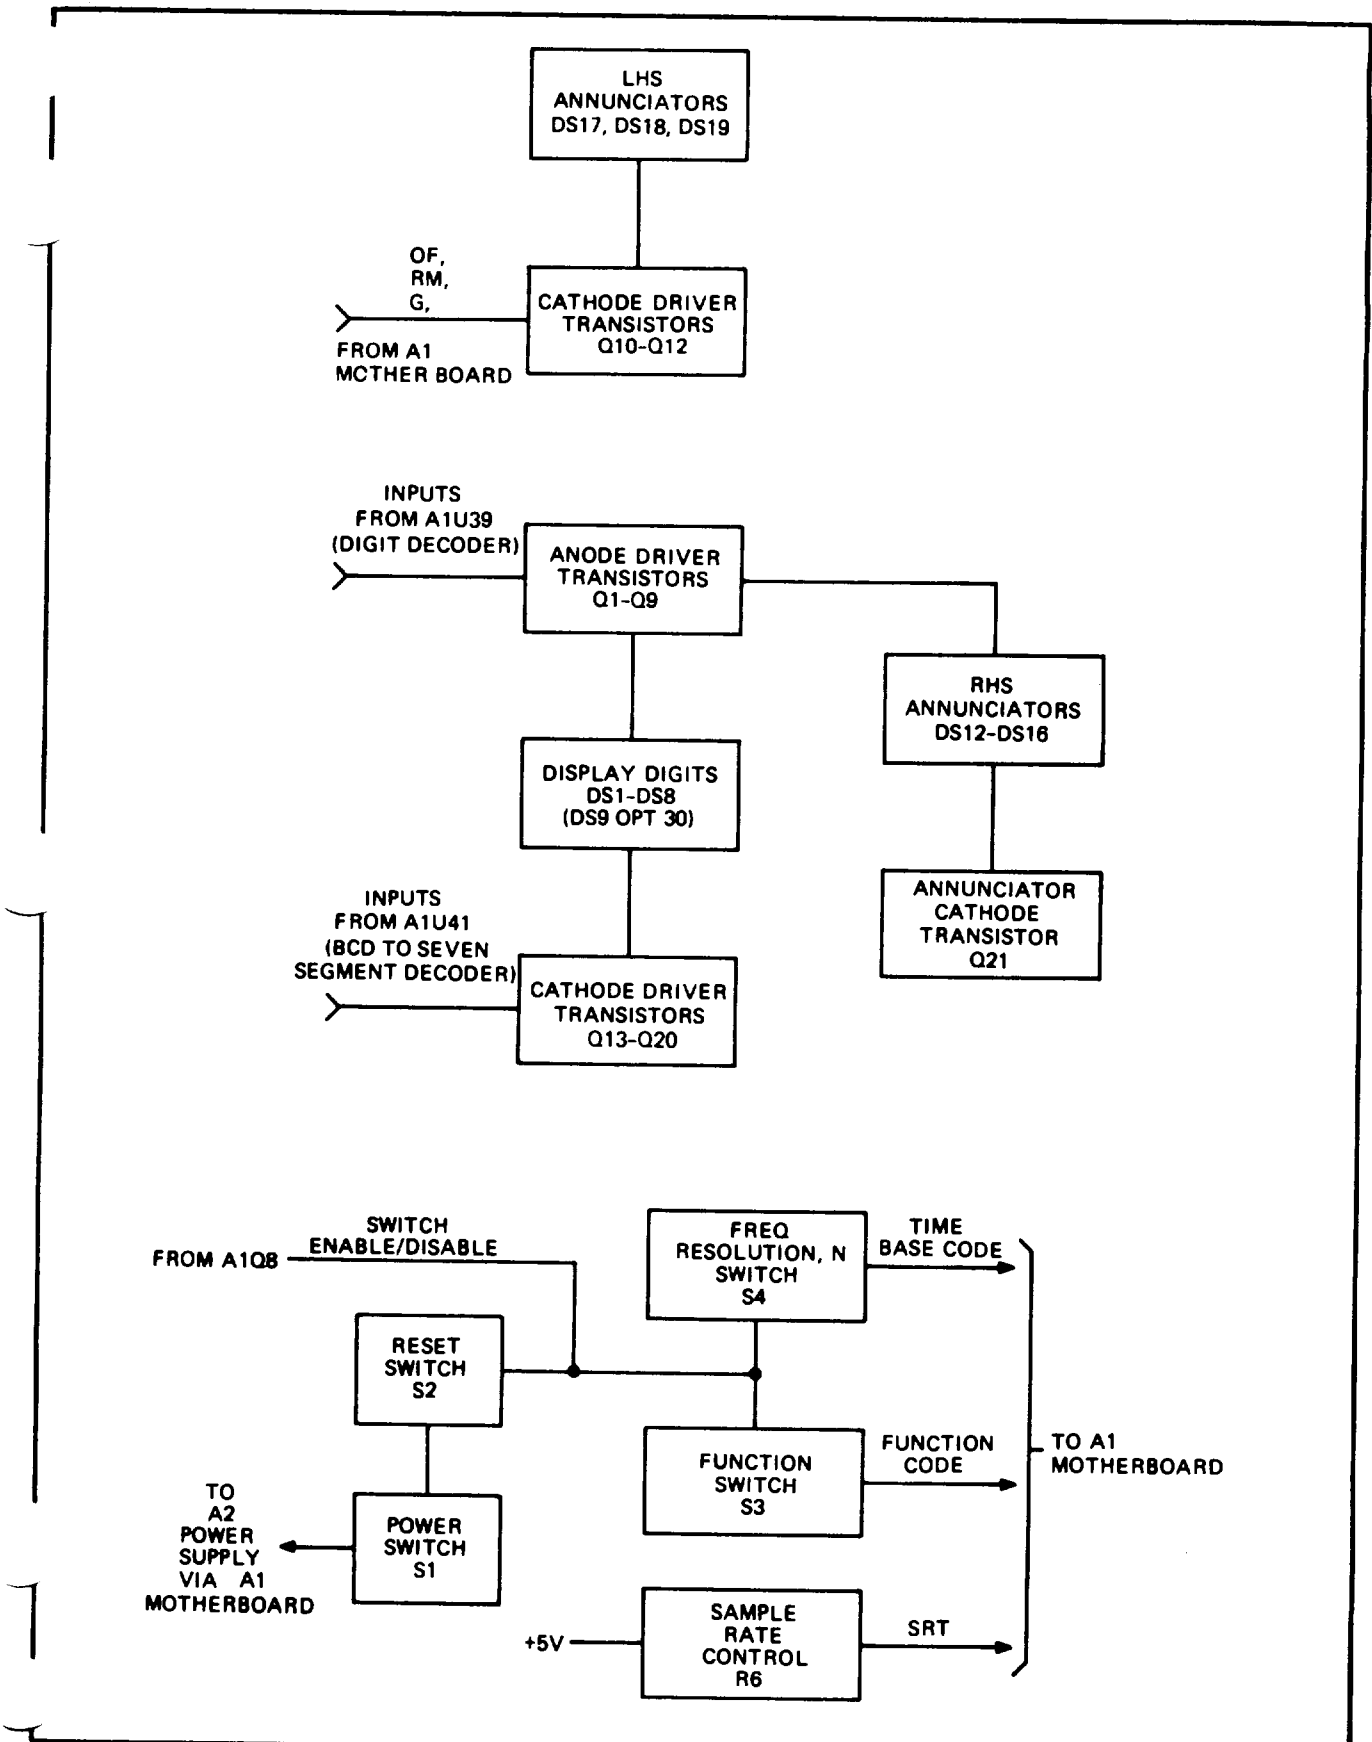 LHS
ANNUNCIATORS
DS17, DS18, DS19
OF,
RM,
G,
FROM A1
MOTHER BOARD
CATHODE DRIVER
TRANSISTORS
Q10-Q12
INPUTS
FROM A1U39
(DIGIT DECODER)
ANODE DRIVER
TRANSISTORS
Q1-Q9
RHS
ANNUNCIATORS
DS12-DS16
DISPLAY DIGITS
DS1-DS8
(DS9 OPT 30)
ANNUNCIATOR
CATHODE
TRANSISTOR
Q21
INPUTS
FROM A1U41
(BCD TO SEVEN
SEGMENT DECODER)
CATHODE DRIVER
TRANSISTORS
Q13-Q20
FROM A1Q8
SWITCH
ENABLE/DISABLE
FREQ
RESOLUTION, N
SWITCH
S4
TIME
BASE CODE
RESET
SWITCH
S2
FUNCTION
SWITCH
S3
FUNCTION
CODE
TO A1
MOTHERBOARD
TO
A2
POWER
SUPPLY
VIA A1
MOTHERBOARD
POWER
SWITCH
S1
+5V
SAMPLE
RATE
CONTROL
R6
SRT